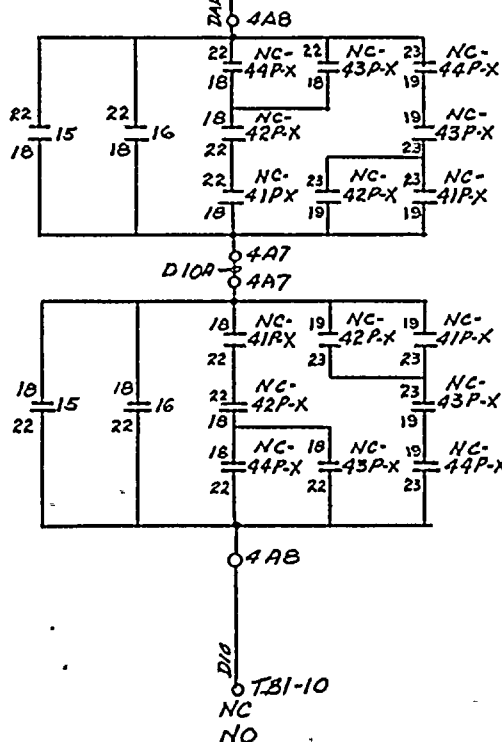 4A8
22 NC- 22 NC- 23 NC-
44P-X 43P-X 44P-X
18 18 19
22 15 22 16 18 NC- 19 NC-
42P-X 43P-X
18 18 22 23
22 NC- 23 NC- 23 NC-
41PX 42P-X 41P-X
18 19 19
4A7
D10A
4A7
18 NC- 19 NC- 19 NC-
41PX 42P-X 41P-X
22 23 23
18 15 18 16 22 NC- 23 NC-
42P-X 43P-X
22 22 18 19
18 NC- 18 NC- 19 NC-
44P-X 43P-X 44P-X
22 22 23
4A8
D10
TB1-10
NC
NO